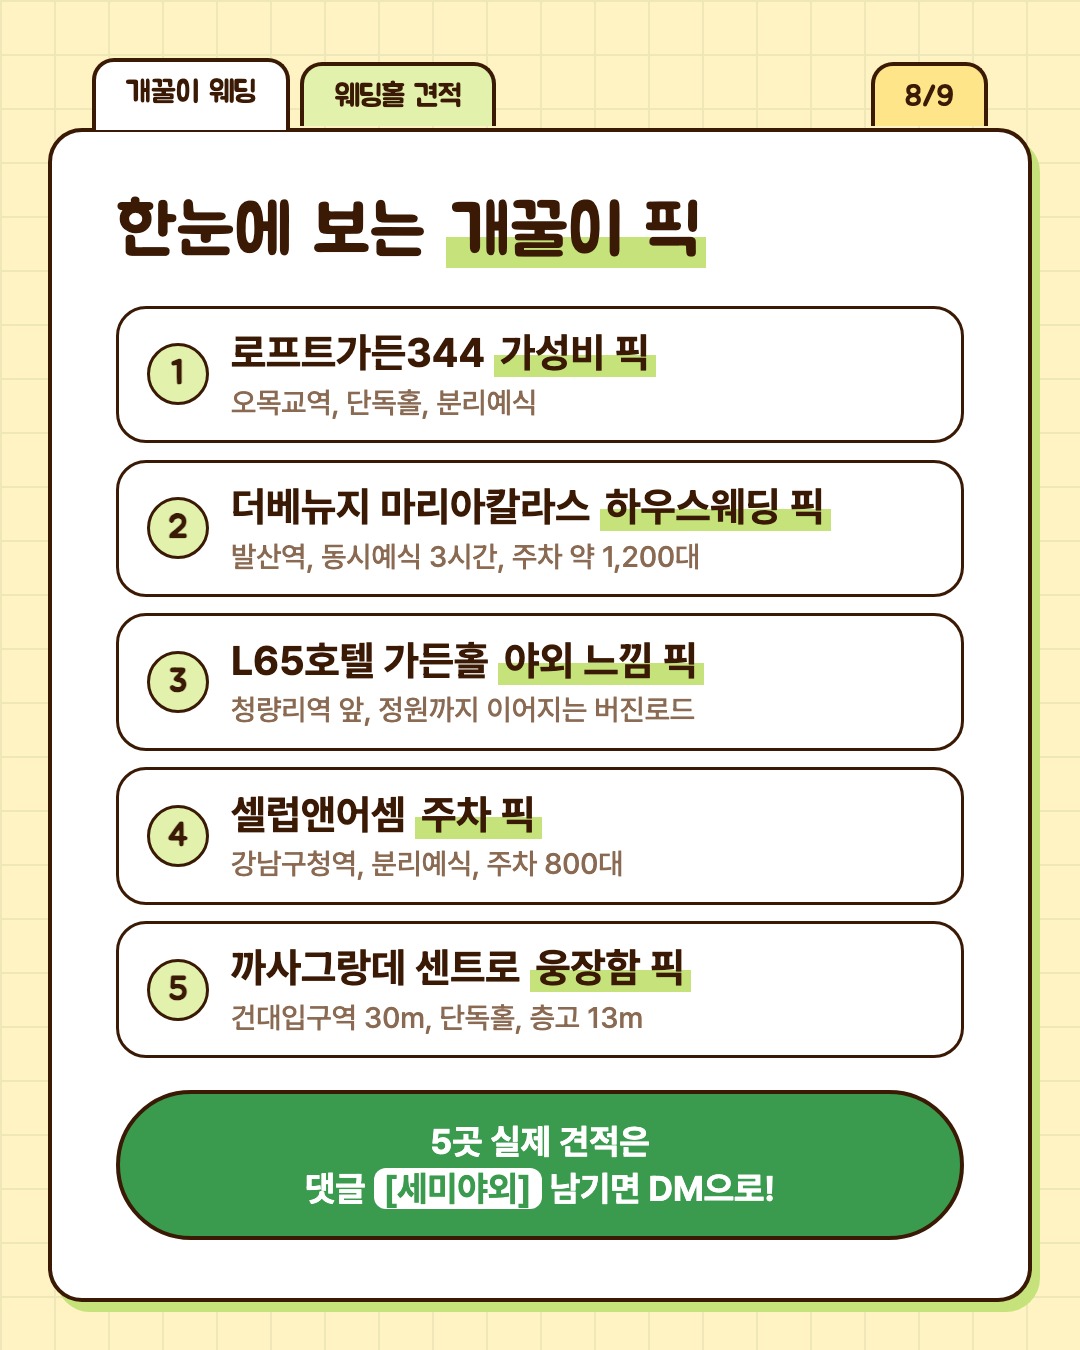 개꿀이 웨딩
웨딩홀 견적
8/9
한눈에 보는 개꿀이 픽
1
로프트가든344 가성비 픽
오목교역, 단독홀, 분리예식
2
더베뉴지 마리아칼라스 하우스웨딩 픽
발산역, 동시예식 3시간, 주차 약 1,200대
3
L65호텔 가든홀 야외 느낌 픽
청량리역 앞, 정원까지 이어지는 버진로드
4
셀럽앤어셈 주차 픽
강남구청역, 분리예식, 주차 800대
5
까사그랑데 센트로 웅장함 픽
건대입구역 30m, 단독홀, 층고 13m
5곳 실제 견적은
댓글 [세미야외] 남기면 DM으로!